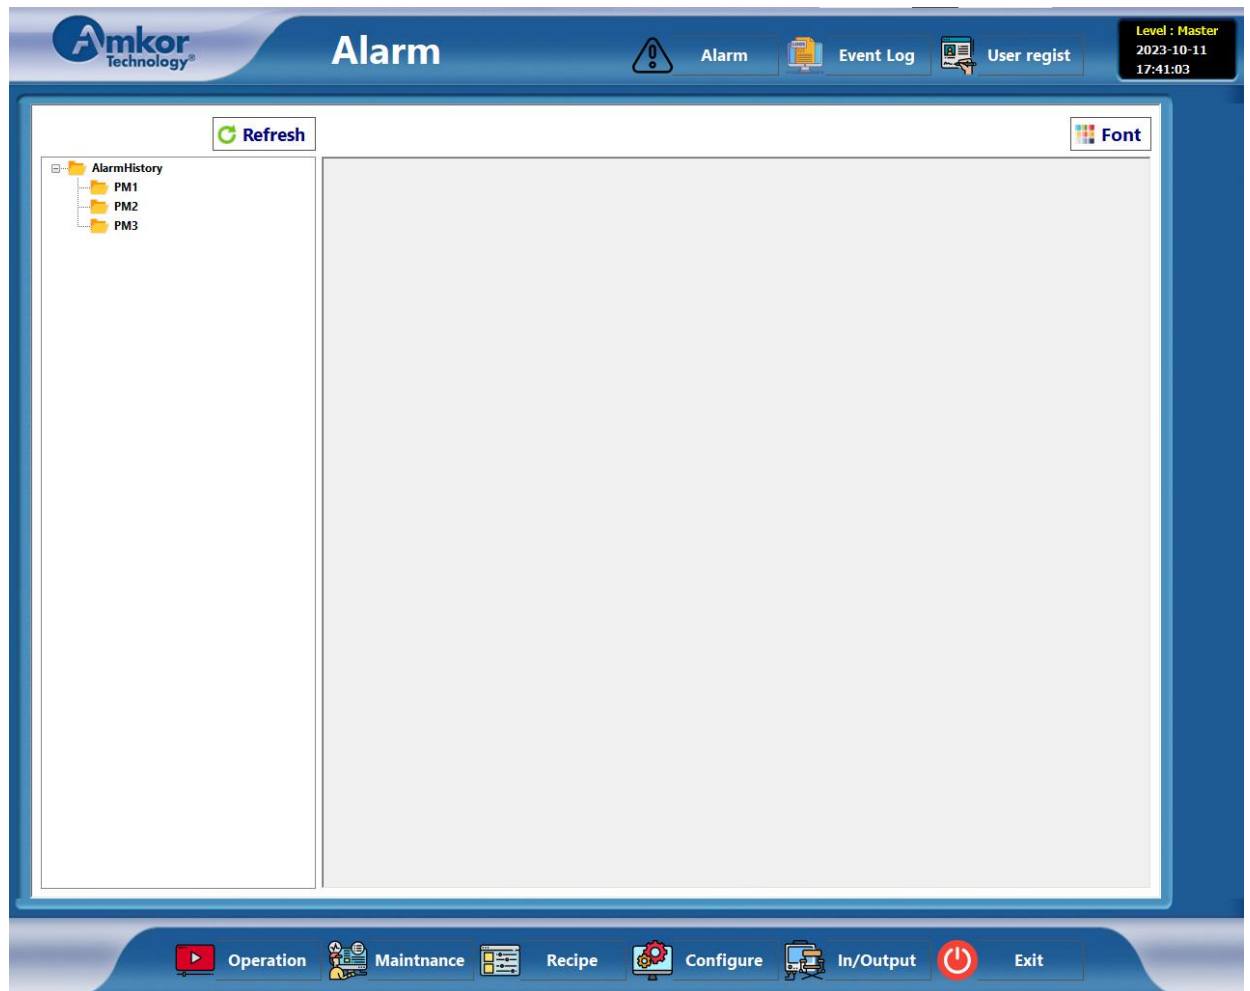 Amkor
Technology®
Alarm
Alarm
Event Log
User regist
Level : Master
2023-10-11
17:41:03
Refresh
Font
AlarmHistory
PM1
PM2
PM3
Operation
Maintnance
Recipe
Configure
In/Output
Exit